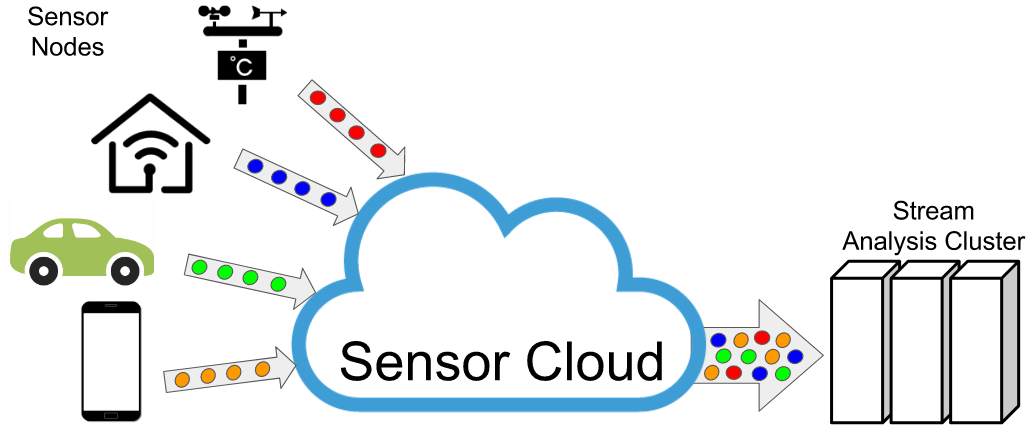 Sensor
Nodes
°C
Sensor Cloud
Stream
Analysis Cluster